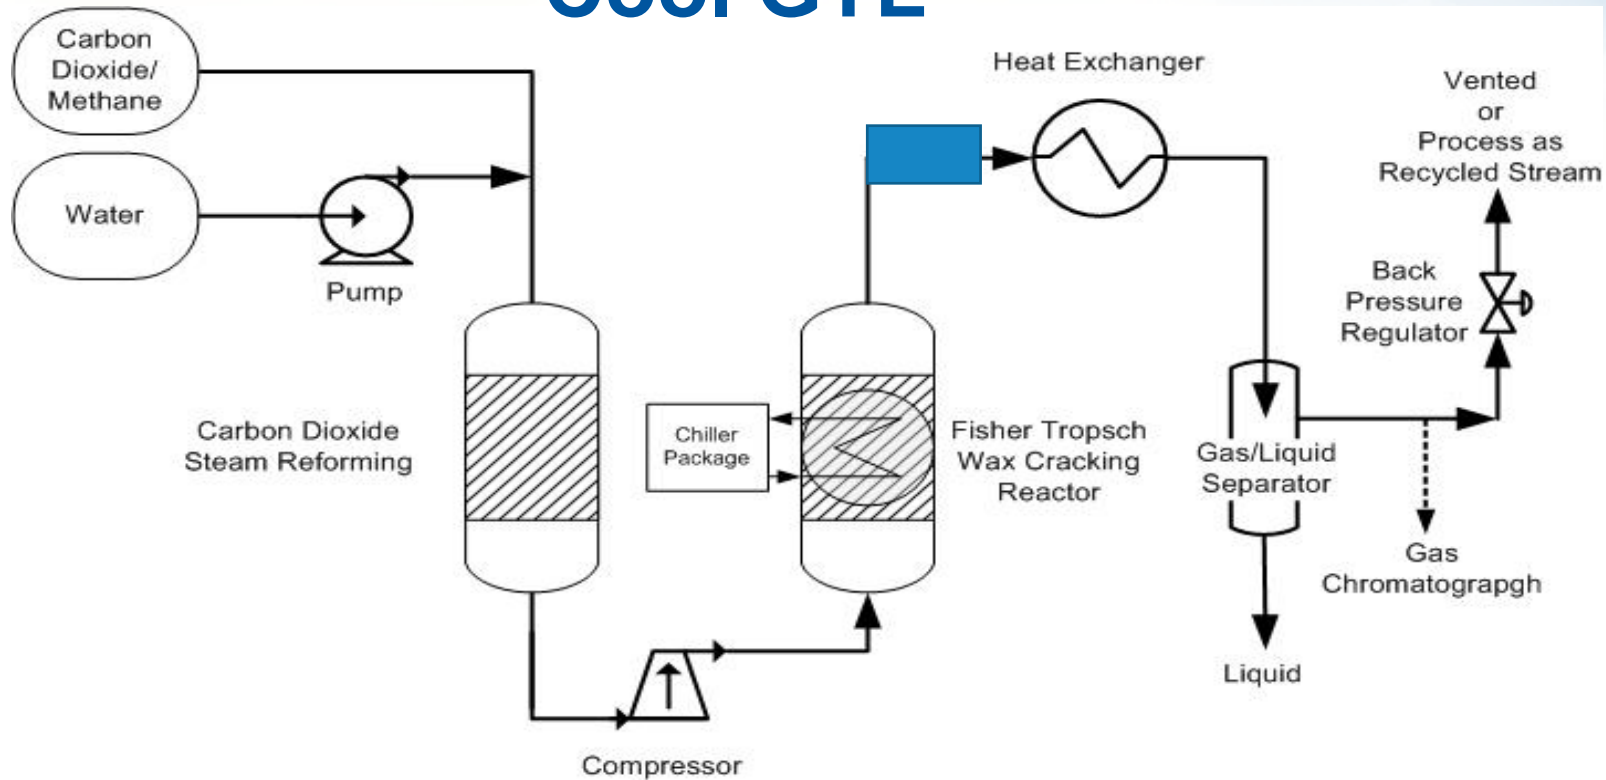 Carbon
Dioxide/
Methane
Water
Pump
Carbon Dioxide
Steam Reforming
Compressor
Chiller
Package
Fisher Tropsch
Wax Cracking
Reactor
Heat Exchanger
Gas/Liquid
Separator
Liquid
Gas
Chromatograpgh
Back
Pressure
Regulator
Vented
or
Process as
Recycled Stream